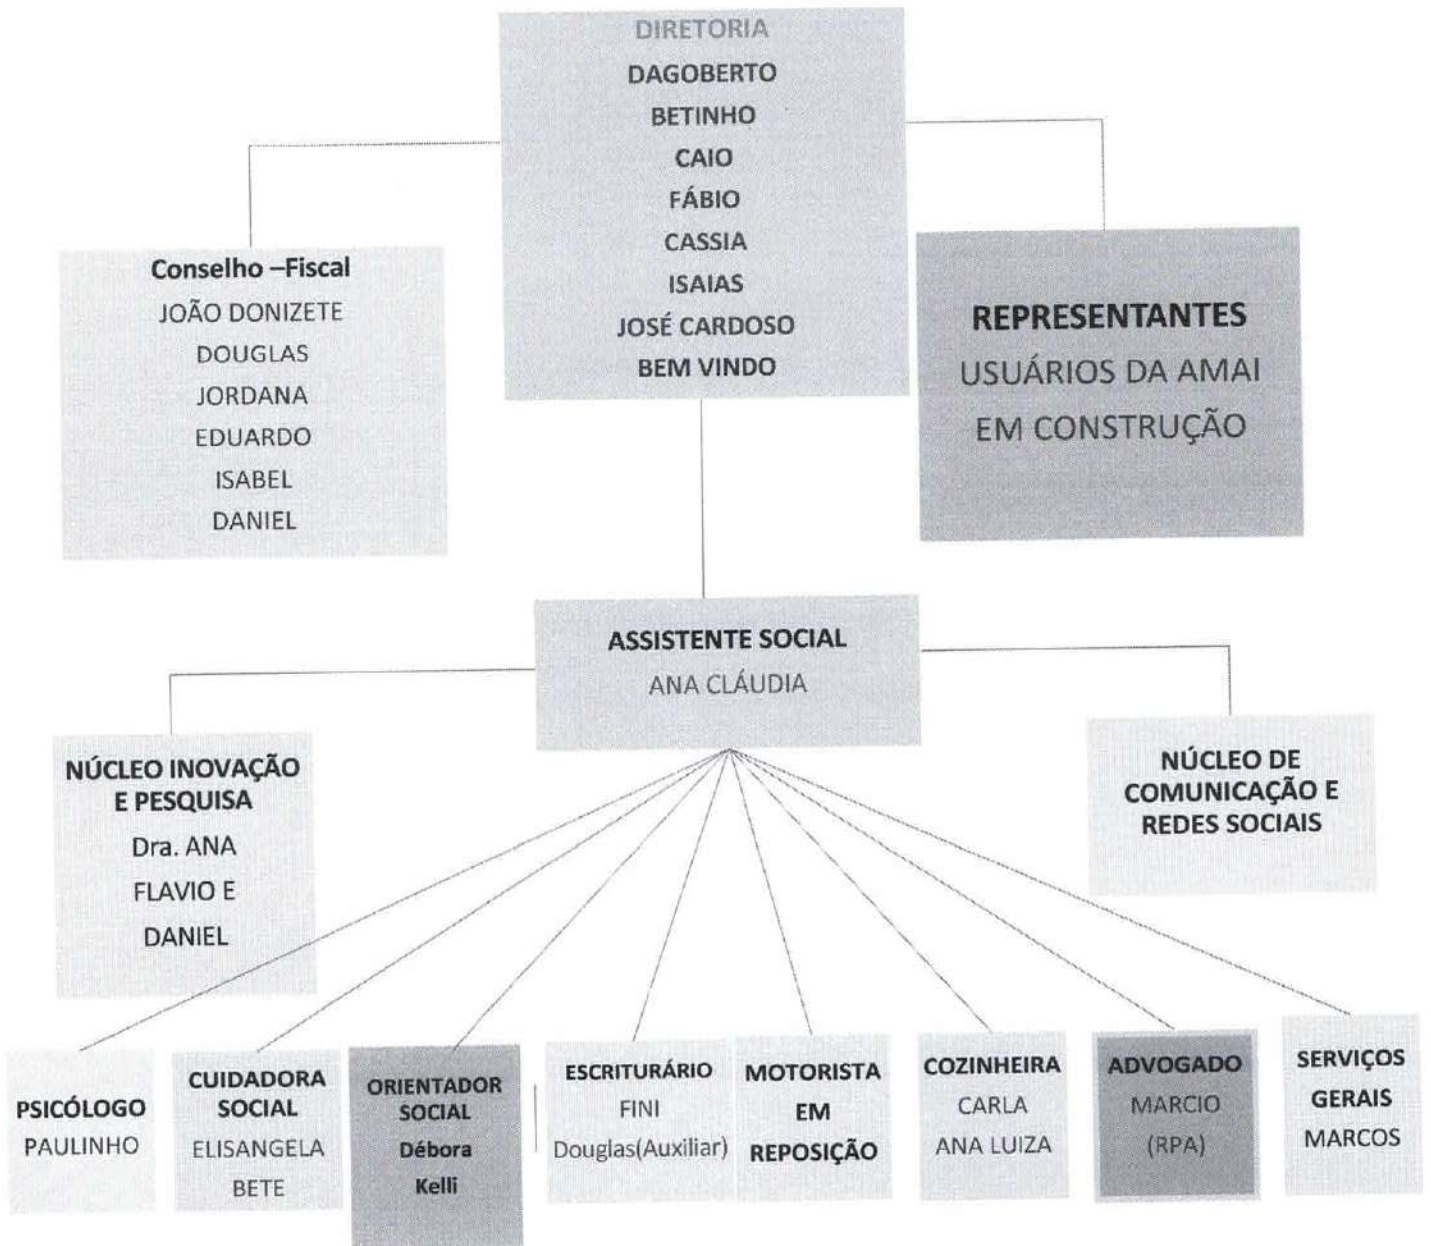 DIRETORIA
DAGOBERTO
BETINHO
CAIO
FÁBIO
CASSIA
ISAIAS
JOSÉ CARDOSO
BEM VINDO
Conselho –Fiscal
JOÃO DONIZETE
DOUGLAS
JORDANA
EDUARDO
ISABEL
DANIEL
REPRESENTANTES
USUÁRIOS DA AMAI
EM CONSTRUÇÃO
ASSISTENTE SOCIAL
ANA CLÁUDIA
NÚCLEO INOVAÇÃO
E PESQUISA
Dra. ANA
FLAVIO E
DANIEL
NÚCLEO DE
COMUNICAÇÃO E
REDES SOCIAIS
PSICÓLOGO
PAULINHO
CUIDADORA
SOCIAL
ELISANGELA
BETE
ORIENTADOR
SOCIAL
Débora
Kelli
ESCRITURÁRIO
FINI
Douglas(Auxiliar)
MOTORISTA
EM
REPOSIÇÃO
COZINHEIRA
CARLA
ANA LUIZA
ADVOGADO
MARCIO
(RPA)
SERVIÇOS
GERAIS
MARCOS